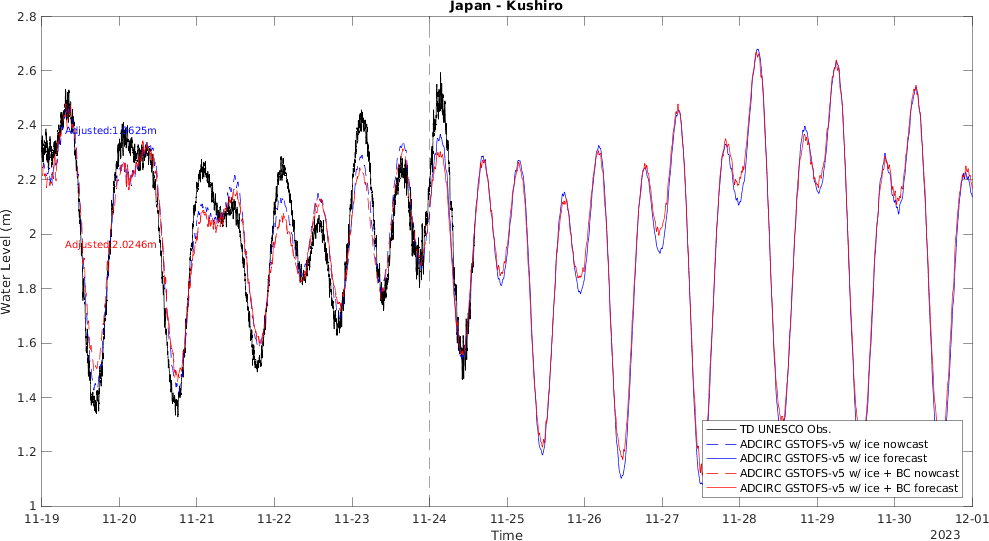 Japan - Kushiro
2.8
2.6
2.4
2.2
2
1.8
1.6
1.4
1.2
1
Water Level (m)
Adjusted:2.0246m
TD UNESCO Obs.
ADCIRC GSTOFS-v5 w/ ice nowcast
ADCIRC GSTOFS-v5 w/ ice forecast
ADCIRC GSTOFS-v5 w/ ice + BC nowcast
ADCIRC GSTOFS-v5 w/ ice + BC forecast
11-19 11-20 11-21 11-22 11-23 11-24 11-25 11-26 11-27 11-28 11-29 11-30 12-01
Time
2023